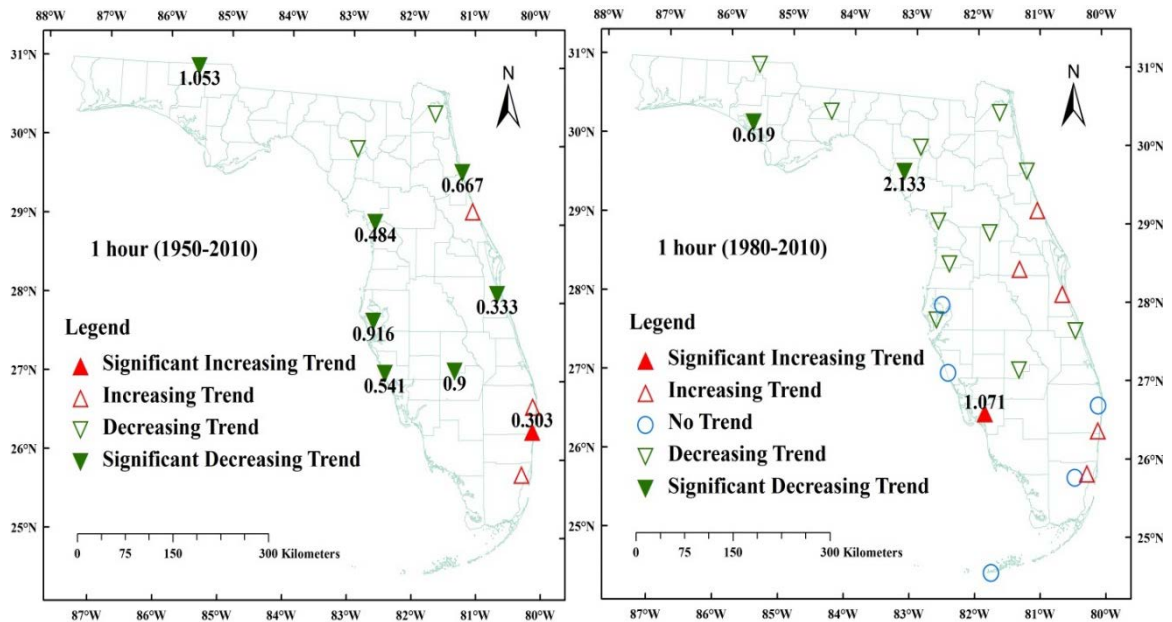 88°W 87°W 86°W 85°W 84°W 83°W 82°W 81°W 80°W
31°N
30°N
29°N
28°N
27°N
26°N
25°N
N
1.053
0.667
0.484
0.333
0.916
0.541
0.9
0.303
1 hour (1950-2010)
Legend
Significant Increasing Trend
Increasing Trend
Decreasing Trend
Significant Decreasing Trend
0 75 150 300 Kilometers
87°W 86°W 85°W 84°W 83°W 82°W 81°W 80°W
88°W 87°W 86°W 85°W 84°W 83°W 82°W 81°W 80°W
31°N
30°N
29°N
28°N
27°N
26°N
25°N
N
0.619
2.133
1.071
1 hour (1980-2010)
Legend
Significant Increasing Trend
Increasing Trend
No Trend
Decreasing Trend
Significant Decreasing Trend
0 75 150 300 Kilometers
31°N
30°N
29°N
28°N
27°N
26°N
25°N
87°W 86°W 85°W 84°W 83°W 82°W 81°W 80°W